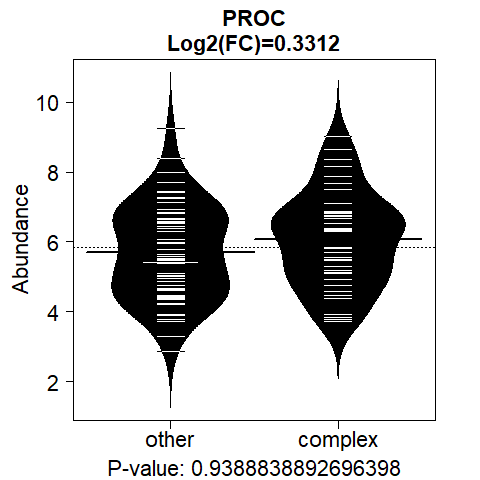 PROC
Log2(FC)=0.3312
Abundance
10
8
6
4
2
other complex
P-value: 0.9388838892696398